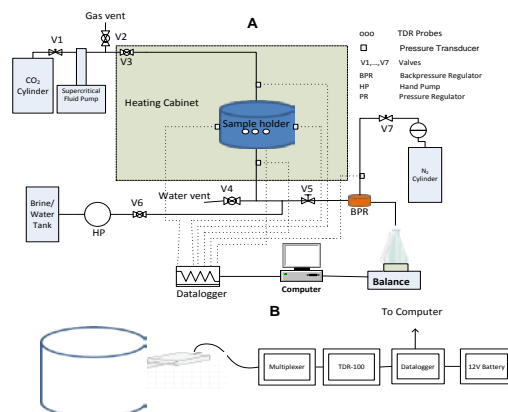 Gas vent
A
ooo TDR Probes
Pressure Transducer
V1,...,V7 Valves
BPR Backpressure Regulator
HP Hand Pump
PR Pressure Regulator
V1
V2
V3
CO₂
Cylinder
Supercritical
Fluid Pump
Heating Cabinet
Sample holder
V7
N₂
Cylinder
Water vent
V4
V5
BPR
Brine/
Water
Tank
HP
V6
Datalogger
Computer
Balance
B
To Computer
Multiplexer
TDR-100
Datalogger
12V Battery